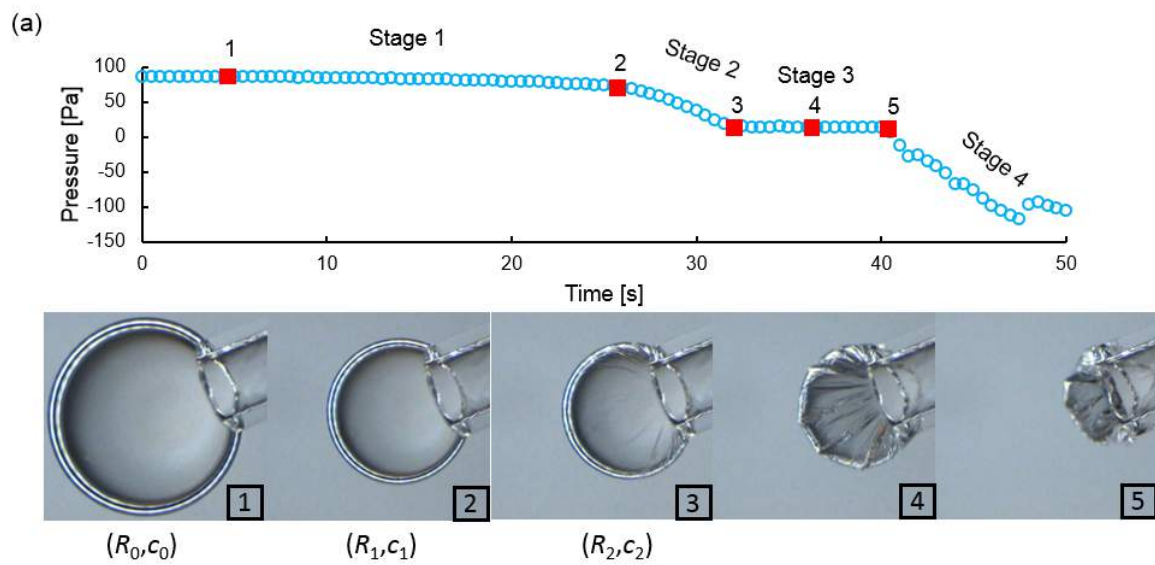 (a)
Pressure [Pa]
100
50
0
-50
-100
-150
1
Stage 1
2
Stage 2
3
Stage 3
4
5
Stage 4
0
10
20
30
40
50
Time [s]
1
2
3
4
5
(R₀,c₀)
(R₁,c₁)
(R₂,c₂)